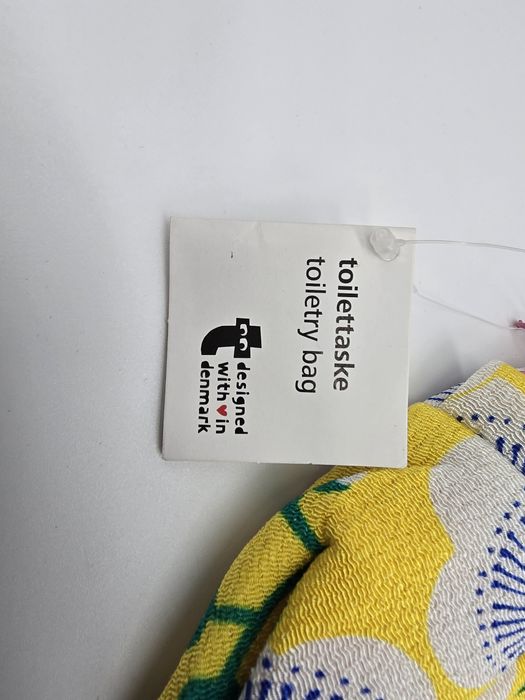 toilettaske
toiletry bag
designed
with ♥ in
denmark